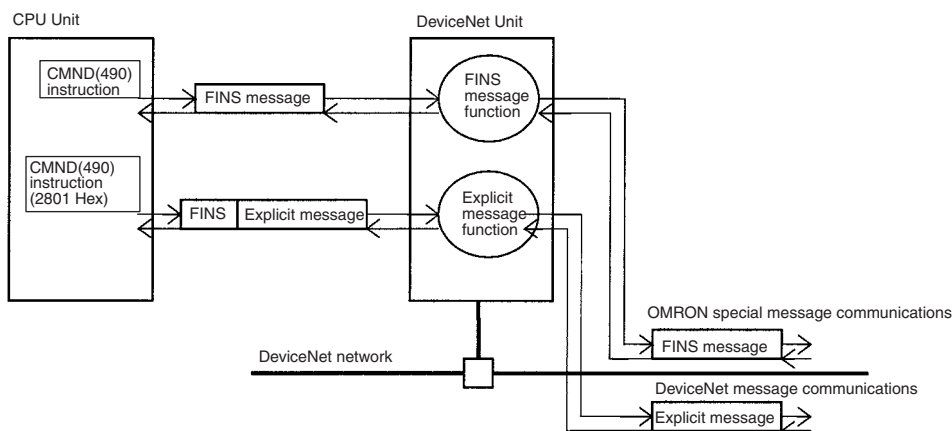 CPU Unit
DeviceNet Unit
CMND(490)
instruction
FINS message
FINS
message
function
CMND(490)
instruction
(2801 Hex)
FINS
Explicit message
Explicit
message
function
OMRON special message communications
FINS message
DeviceNet network
DeviceNet message communications
Explicit message